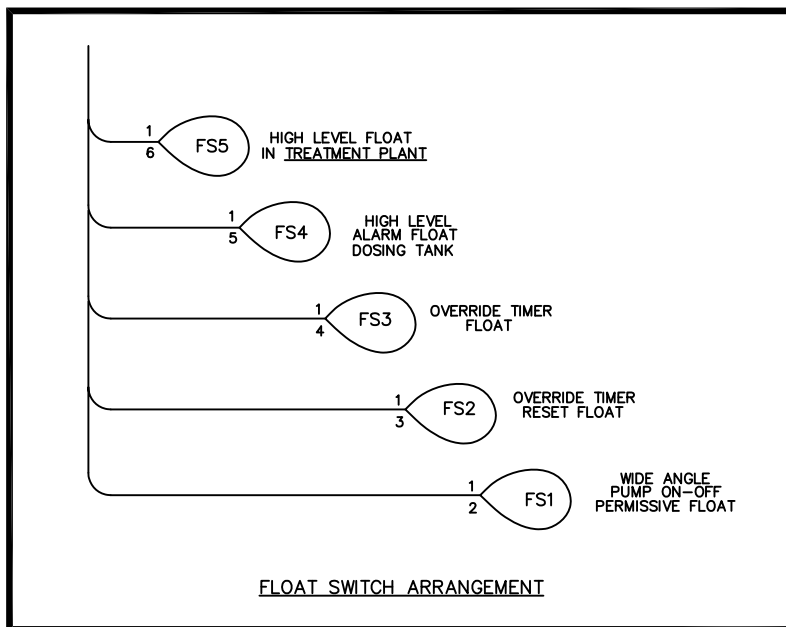 1
6
FS5
HIGH LEVEL FLOAT
IN TREATMENT PLANT
1
5
FS4
HIGH LEVEL
ALARM FLOAT
DOSING TANK
1
4
FS3
OVERRIDE TIMER
FLOAT
1
3
FS2
OVERRIDE TIMER
RESET FLOAT
1
2
FS1
WIDE ANGLE
PUMP ON-OFF
PERMISSIVE FLOAT
FLOAT SWITCH ARRANGEMENT